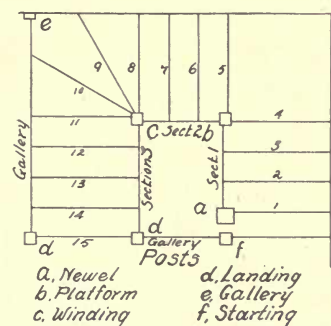 e
9 8 7 6 5
10
11 4
c Sect 2 b
12 3
Gallery
Section 3
Sect 1
13 2
14 a 1
d 15 d f
Gallery
Posts
a, Newel d, Landing
b, Platform e, Gallery
c, Winding f, Starting